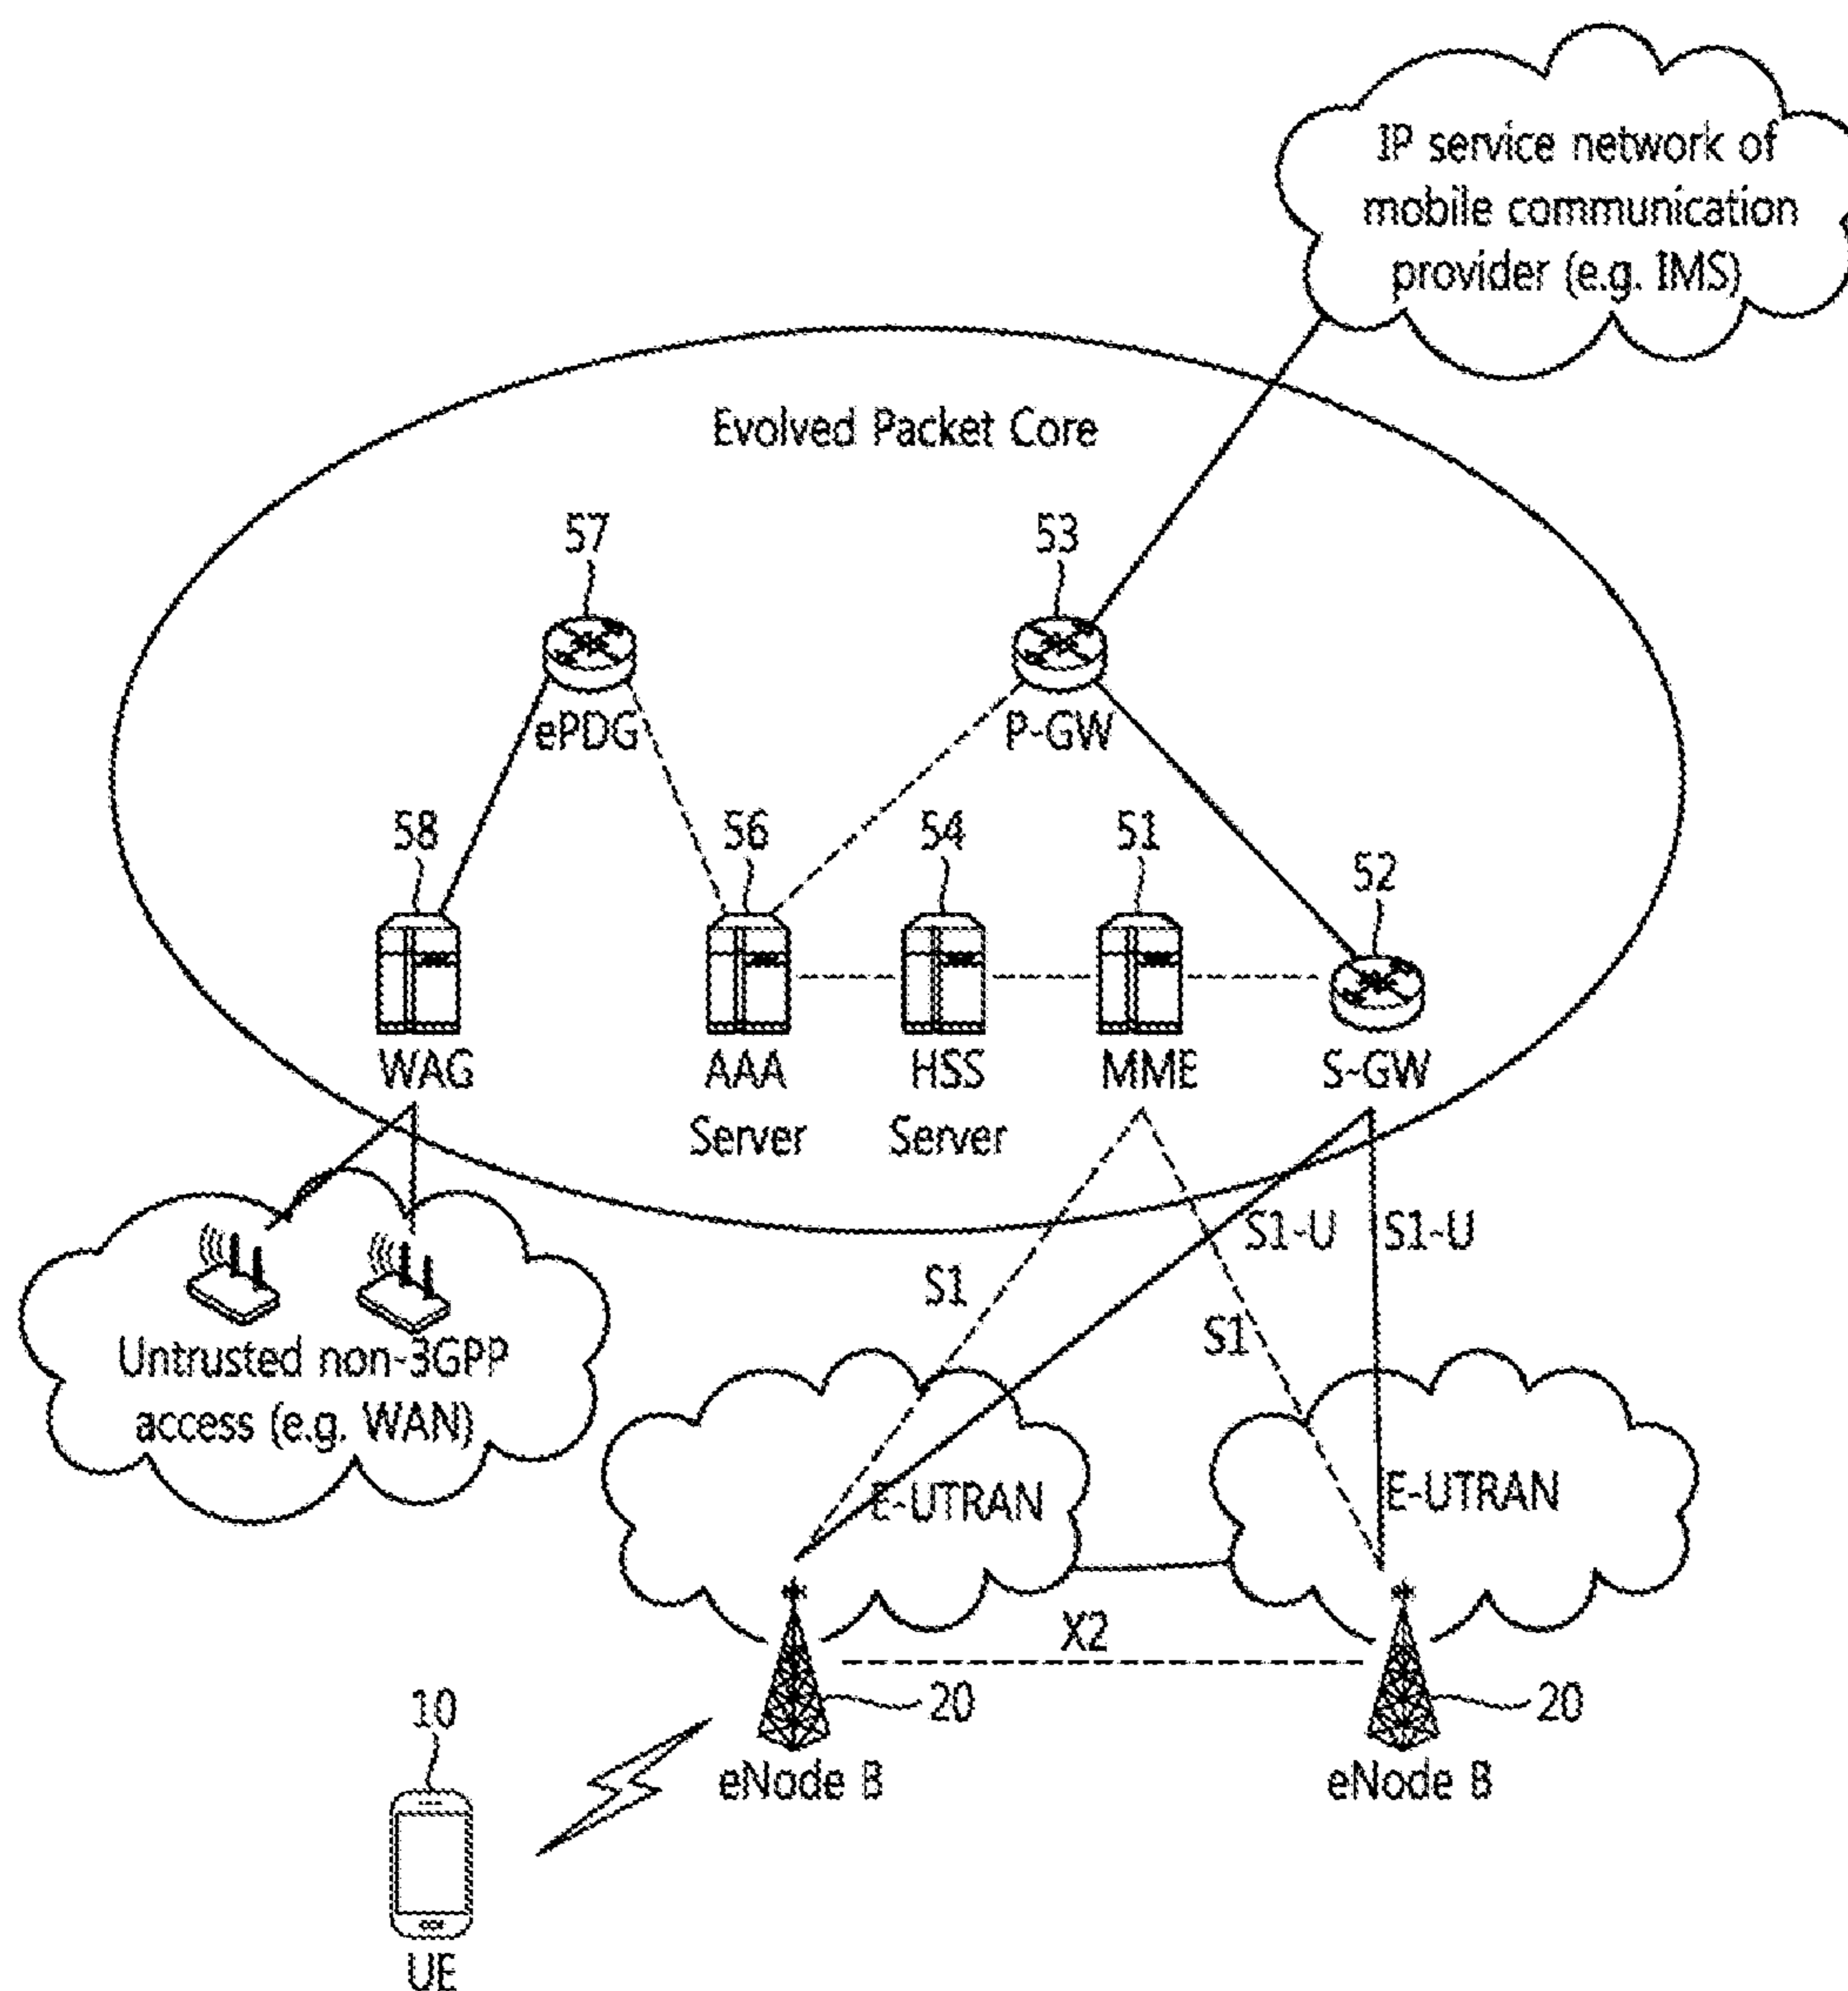 IP service network of
mobile communication
provider (e.g. IMS)
Evolved Packet Core
57
53
ePDG
P-GW
58
56
54
51
52
WAG
AAA
Server
HSS
Server
MME
S-GW
S1-U
S1-U
S1
S1
Untrusted non-3GPP
access (e.g. WAN)
E-UTRAN
E-UTRAN
X2
20
20
10
eNode B
eNode B
UE